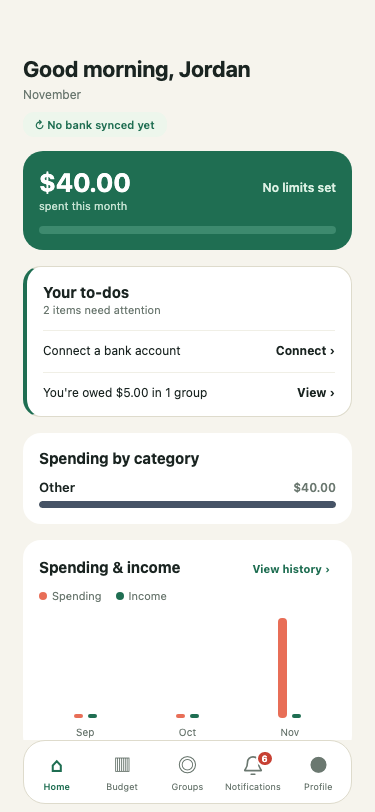 Good morning, Jordan
November
↻ No bank synced yet
$40.00
spent this month
No limits set
Your to-dos
2 items need attention
Connect a bank account Connect ›
You're owed $5.00 in 1 group View ›
Spending by category
Other $40.00
Spending & income View history ›
Spending Income
Sep Oct Nov
6
Home Budget Groups Notifications Profile